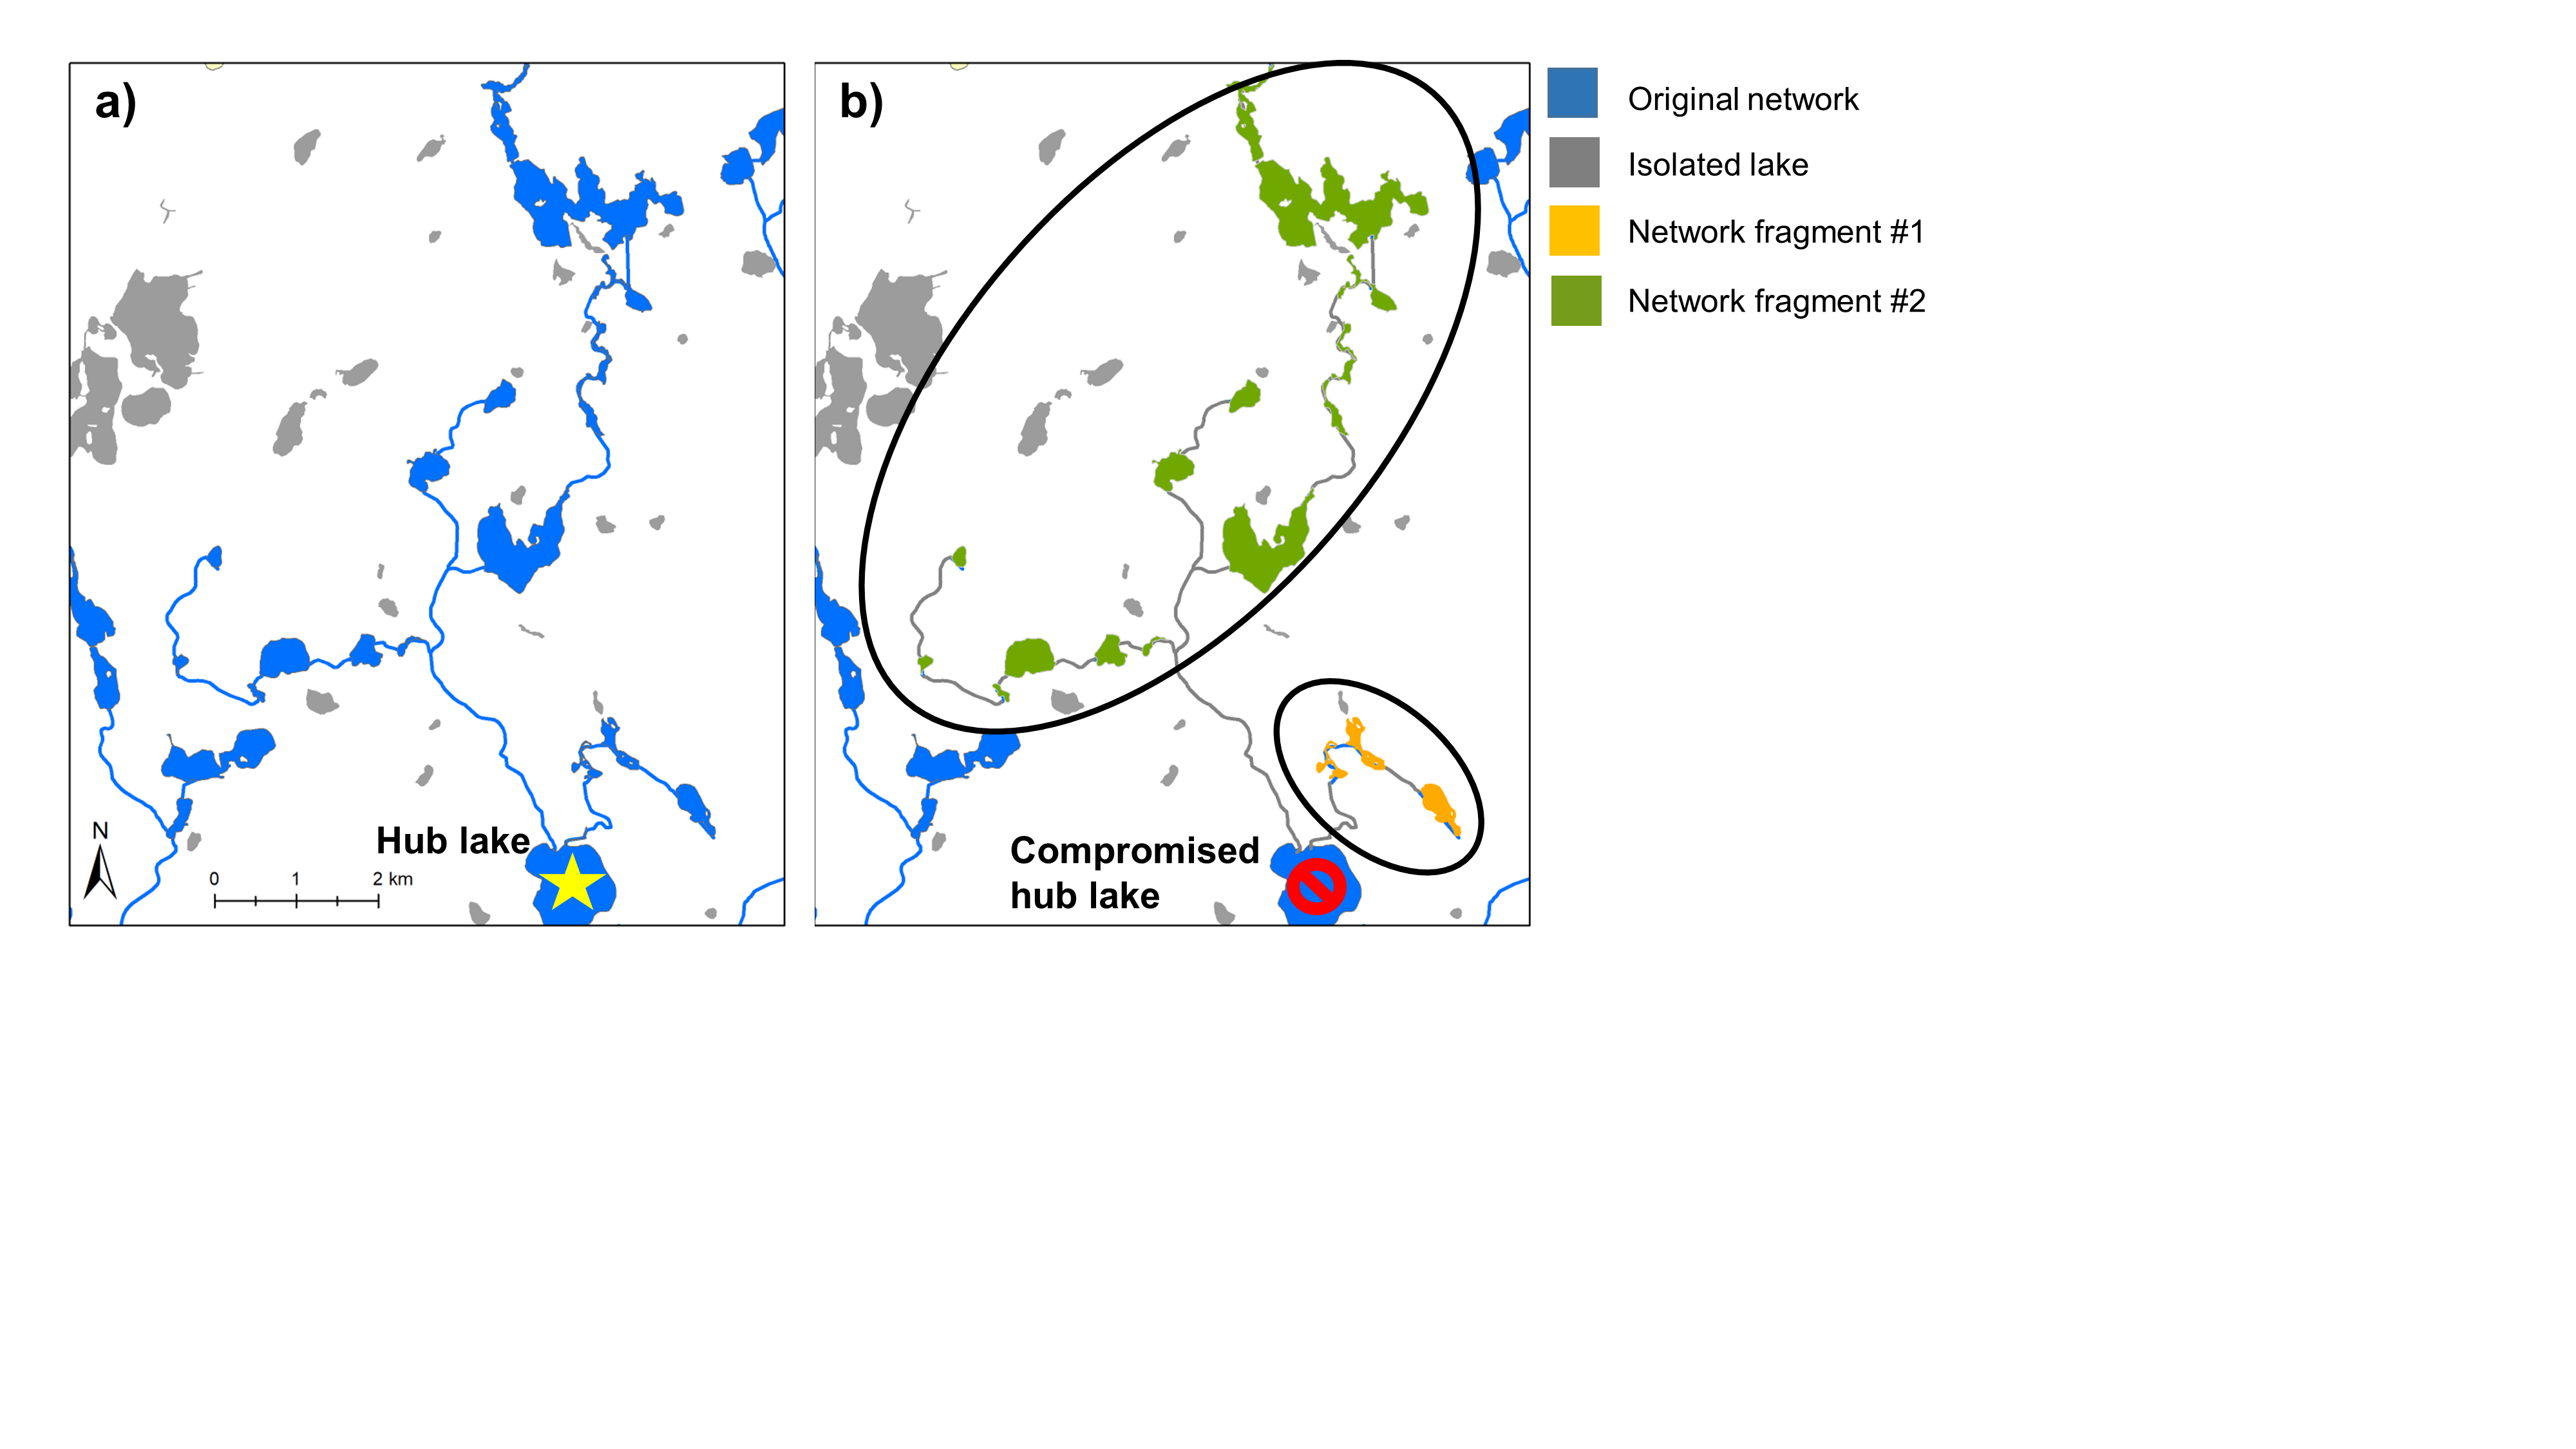 a)
Hub lake
N
0 1 2 km
b)
Compromised
hub lake
Original network
Isolated lake
Network fragment #1
Network fragment #2